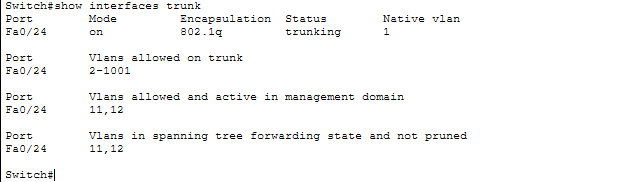 Switch#show interfaces trunk
Port        Mode         Encapsulation  Status        Native vlan
Fa0/24      on           802.1q         trunking      1
Port        Vlans allowed on trunk
Fa0/24      2-1001
Port        Vlans allowed and active in management domain
Fa0/24      11,12
Port        Vlans in spanning tree forwarding state and not pruned
Fa0/24      11,12
Switch#